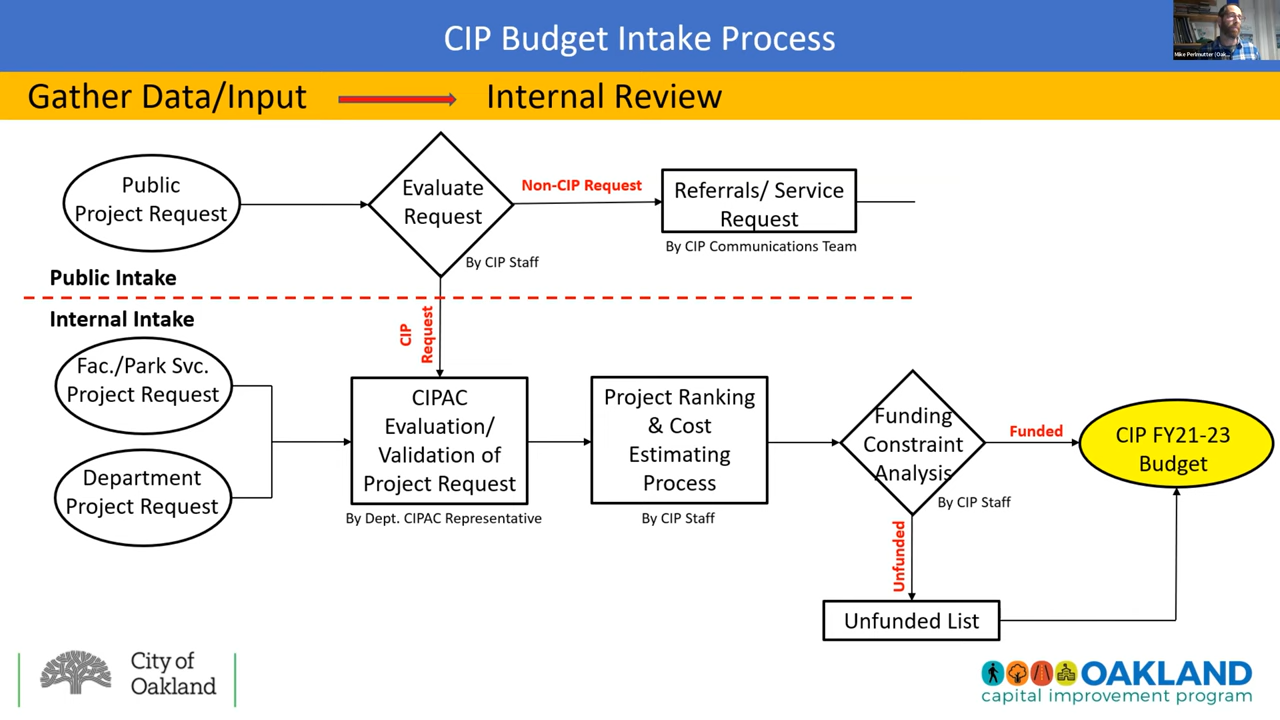 CIP Budget Intake Process
Mike Perlmutter (Oak...
Gather Data/Input
Internal Review
Public
Project Request
Evaluate
Request
Non-CIP Request
Referrals/ Service
Request
By CIP Communications Team
By CIP Staff
Public Intake
Internal Intake
CIP
Request
Fac./Park Svc.
Project Request
Department
Project Request
CIPAC
Evaluation/
Validation of
Project Request
By Dept. CIPAC Representative
Project Ranking
& Cost
Estimating
Process
By CIP Staff
Funding
Constraint
Analysis
By CIP Staff
Funded
CIP FY21-23
Budget
Unfunded
Unfunded List
City of
Oakland
OAKLAND
capital improvement program